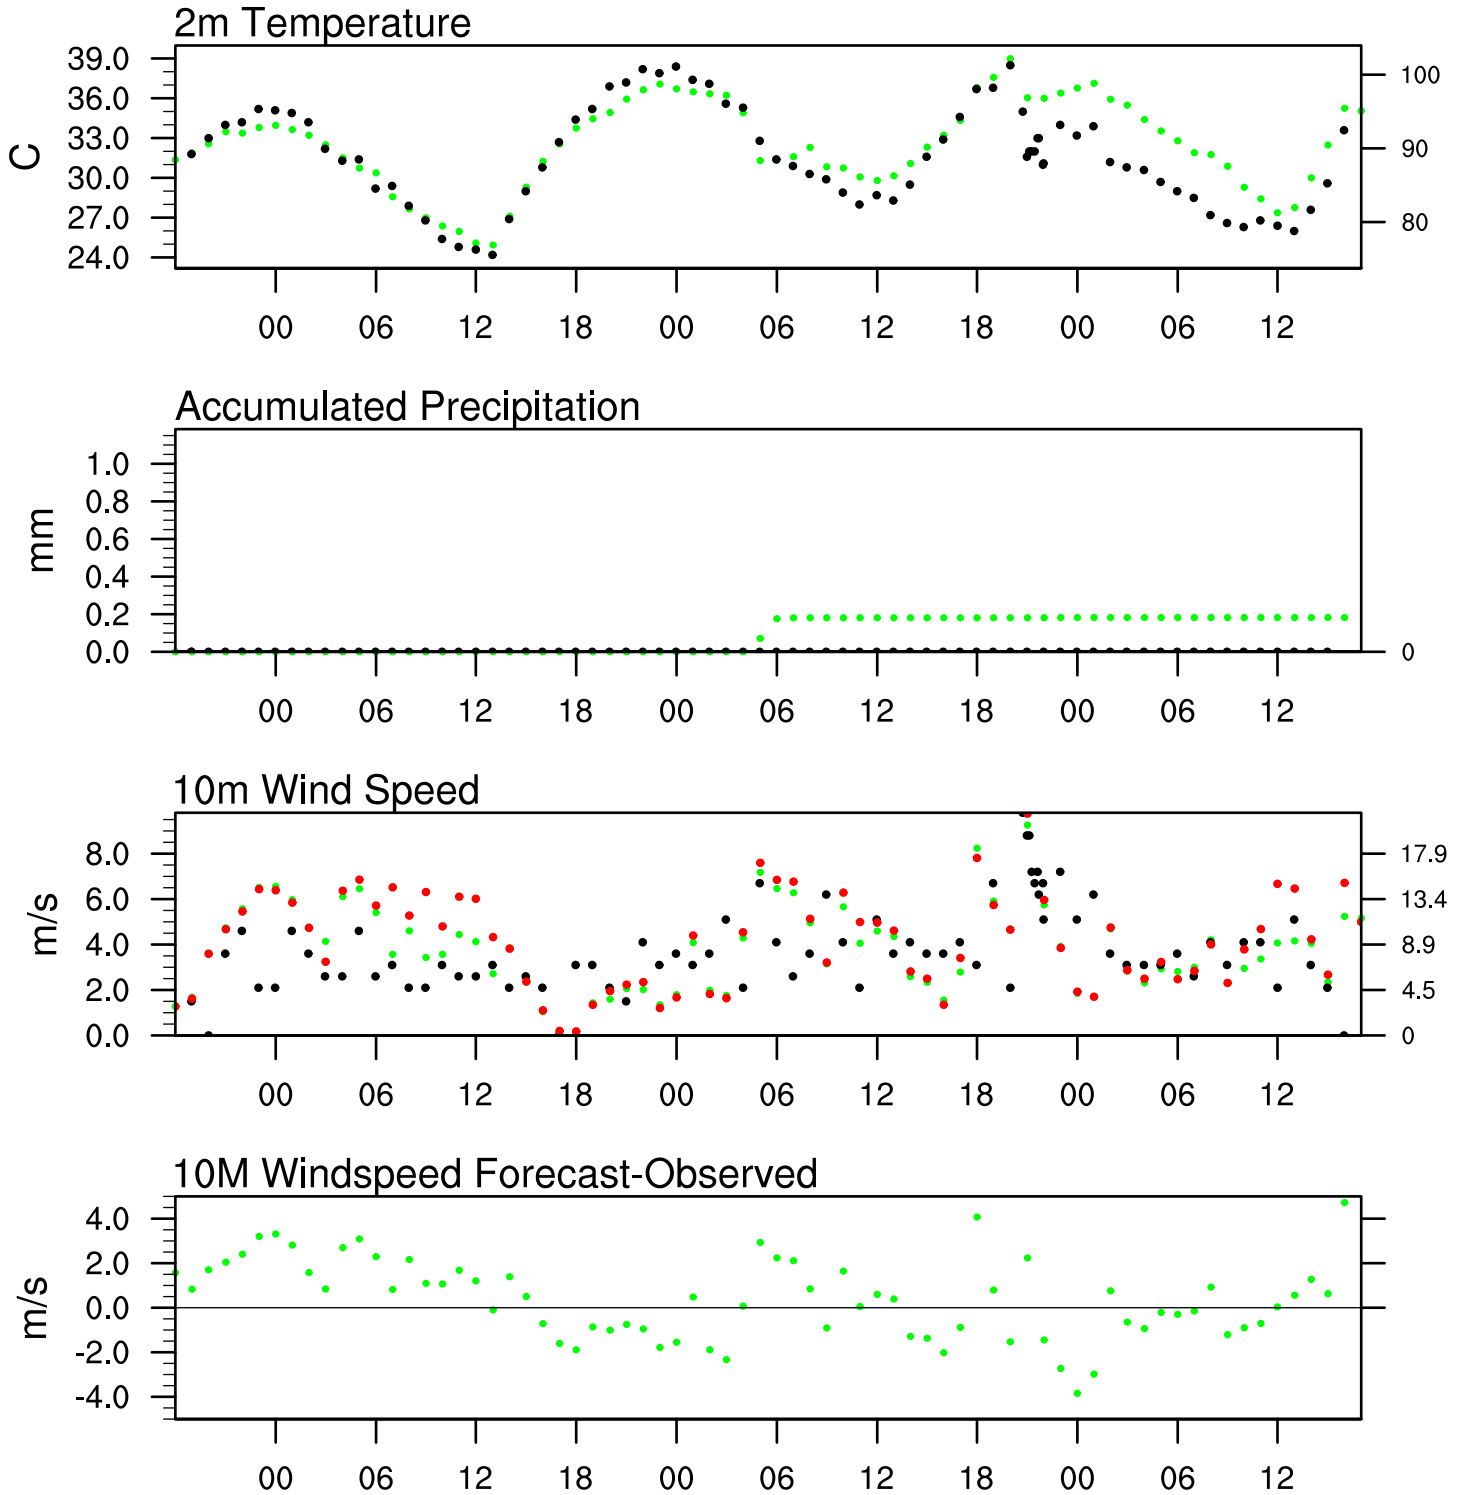 2m Temperature
39.0
36.0
33.0
30.0
27.0
24.0
C
100
90
80
00 06 12 18 00 06 12 18 00 06 12
Accumulated Precipitation
1.0
0.8
0.6
0.4
0.2
0.0
mm
0
00 06 12 18 00 06 12 18 00 06 12
10m Wind Speed
8.0
6.0
4.0
2.0
0.0
m/s
17.9
13.4
8.9
4.5
0
00 06 12 18 00 06 12 18 00 06 12
10M Windspeed Forecast-Observed
4.0
2.0
0.0
-2.0
-4.0
m/s
00 06 12 18 00 06 12 18 00 06 12